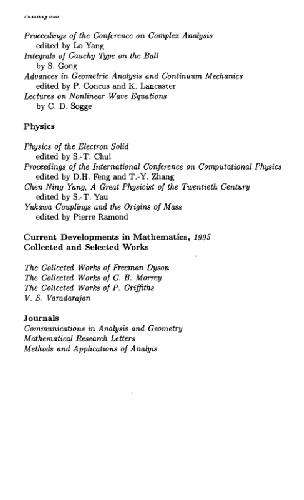 Proceedings of the Conference on Complex Analysis
edited by Lo Yang
Integrals of Cauchy Type on the Ball
by S. Gong
Advances in Geometric Analysis and Continuum Mechanics
edited by P. Concus and K. Lancaster
Lectures on Nonlinear Wave Equations
by C. D. Sogge
Physics
Physics of the Electron Solid
edited by S.-T. Chui
Proceedings of the International Conference on Computational Physics
edited by D.H. Feng and T.-Y. Zhang
Chen Ning Yang, A Great Physicist of the Twentieth Century
edited by S.-T. Yau
Yukawa Couplings and the Origins of Mass
edited by Pierre Ramond
Current Developments in Mathematics, 1995
Collected and Selected Works
The Collected Works of Freeman Dyson
The Collected Works of C. B. Morrey
The Collected Works of P. Griffiths
V. S. Varadarajan
Journals
Communications in Analysis and Geometry
Mathematical Research Letters
Methods and Applications of Analysis